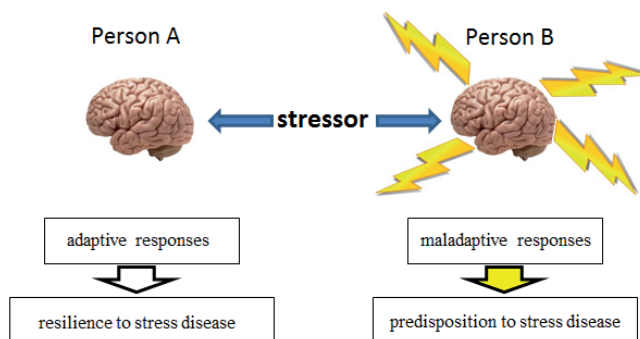 Person A
Person B
stressor
adaptive responses
maladaptive responses
resilience to stress disease
predisposition to stress disease